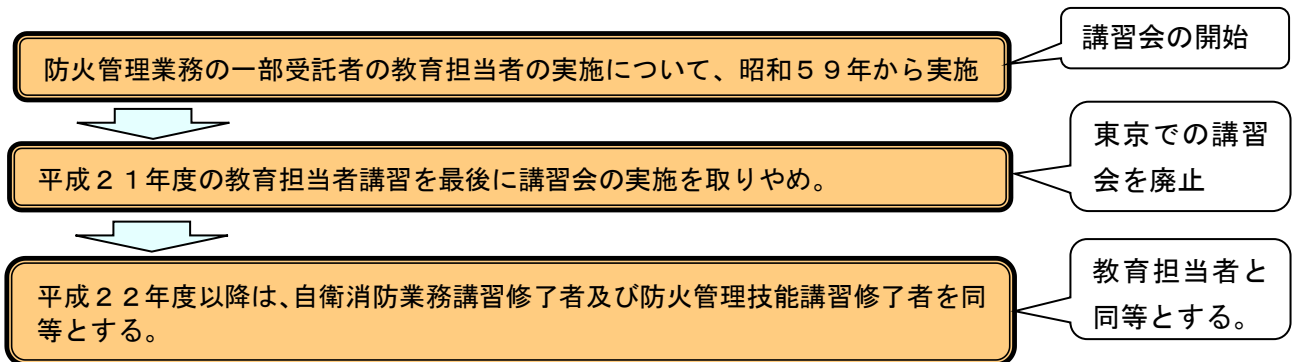 講習会の開始
防火管理業務の一部受託者の教育担当者の実施について、昭和５９年から実施
東京での講習
会を廃止
平成２１年度の教育担当者講習を最後に講習会の実施を取りやめ。
教育担当者と
同等とする。
平成２２年度以降は、自衛消防業務講習修了者及び防火管理技能講習修了者を同
等とする。